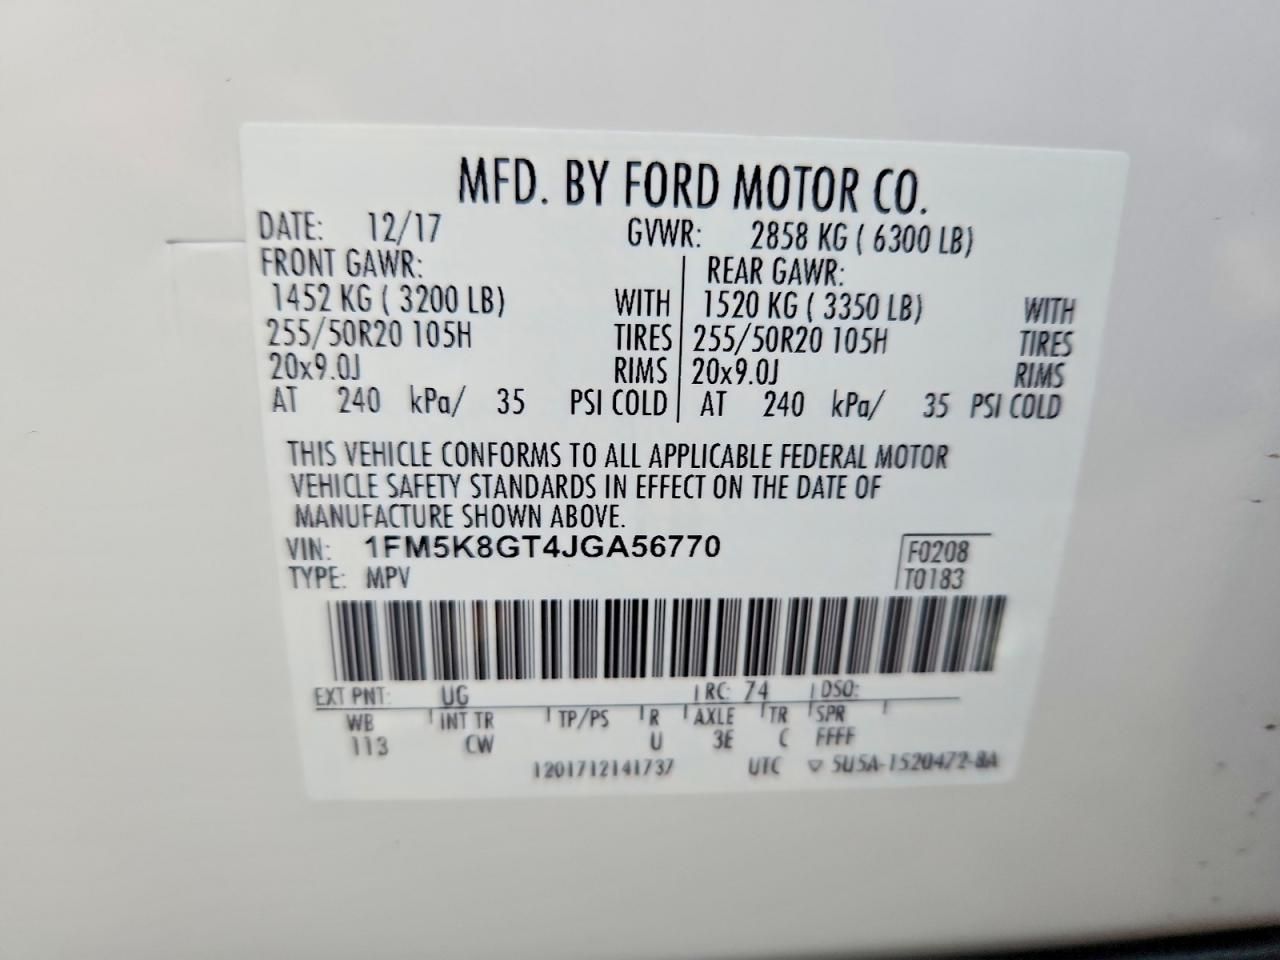 MFD. BY FORD MOTOR CO.
DATE: 12/17 GVWR: 2858 KG ( 6300 LB)
FRONT GAWR: REAR GAWR:
1452 KG ( 3200 LB) WITH 1520 KG ( 3350 LB) WITH
255/50R20 105H TIRES 255/50R20 105H TIRES
20x9.0J RIMS 20x9.0J RIMS
AT 240 kPa/ 35 PSI COLD AT 240 kPa/ 35 PSI COLD
THIS VEHICLE CONFORMS TO ALL APPLICABLE FEDERAL MOTOR
VEHICLE SAFETY STANDARDS IN EFFECT ON THE DATE OF
MANUFACTURE SHOWN ABOVE.
VIN: 1FM5K8GT4JGA56770 F0208
TYPE: MPV T0183
EXT PNT: UG RC: 74 DSO:
WB INT TR TP/PS R AXLE TR SPR
113 CW U 3E C FFFF
1201712141737 UTC ▽ 5U5A-1520472-BA